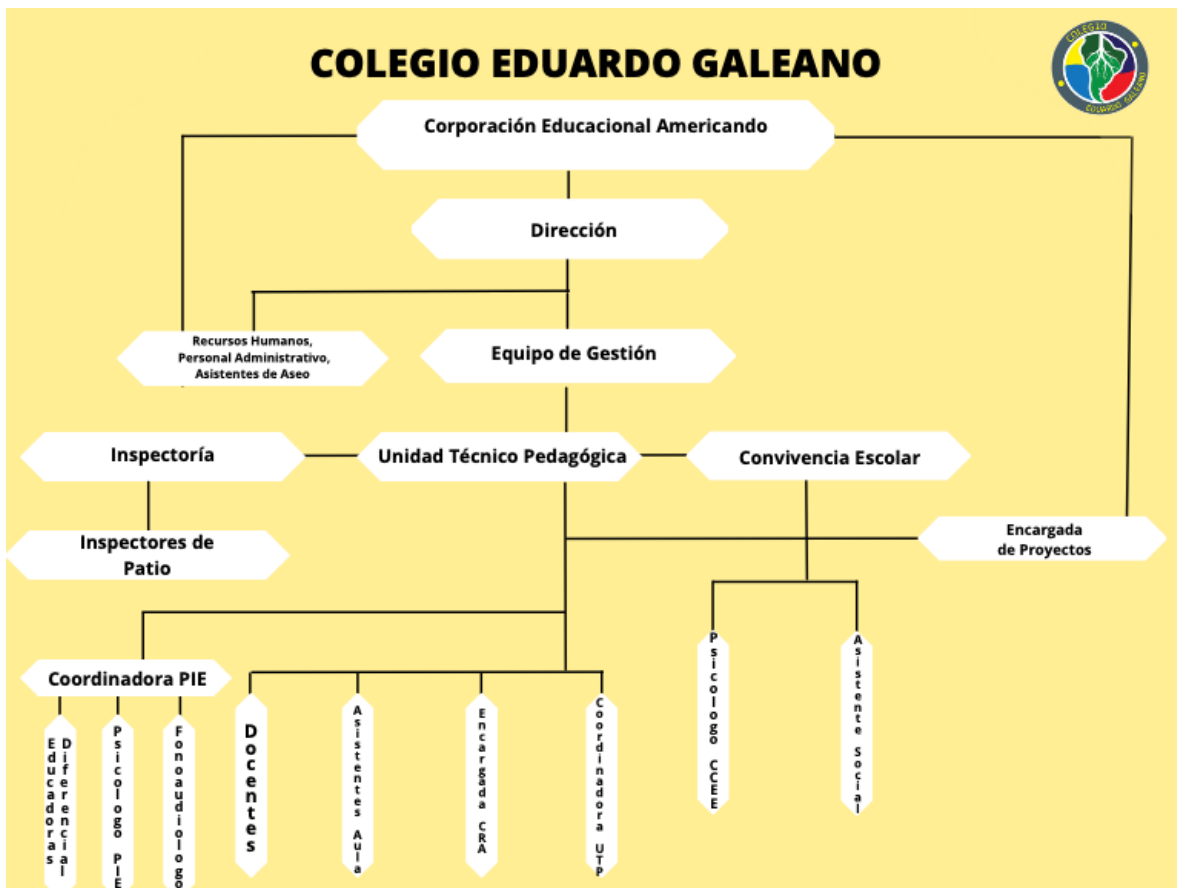 COLEGIO EDUARDO GALEANO
COLEGIO
EDUARDO GALEANO
Corporación Educacional Americando
Dirección
Recursos Humanos,
Personal Administrativo,
Asistentes de Aseo
Equipo de Gestión
Inspectoría
Unidad Técnico Pedagógica
Convivencia Escolar
Inspectores de
Patio
Encargada
de Proyectos
Coordinadora PIE
Educadoras
Diferencial
Psicologo PIE
Fonoaudiologo
Docentes
Asistentes Aula
Encargada CRA
Coordinadora UTP
Psicologo CCEE
Asistente Social